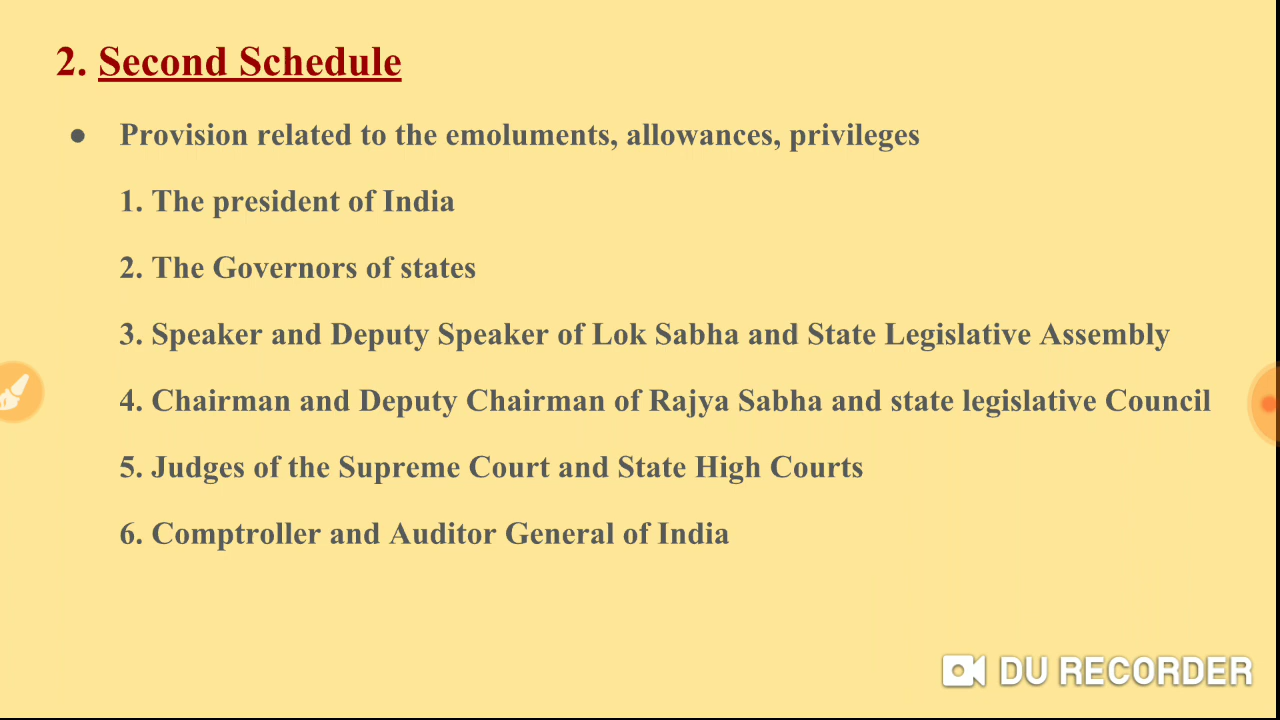 2. Second Schedule
● Provision related to the emoluments, allowances, privileges
1. The president of India
2. The Governors of states
3. Speaker and Deputy Speaker of Lok Sabha and State Legislative Assembly
4. Chairman and Deputy Chairman of Rajya Sabha and state legislative Council
5. Judges of the Supreme Court and State High Courts
6. Comptroller and Auditor General of India
DU RECORDER